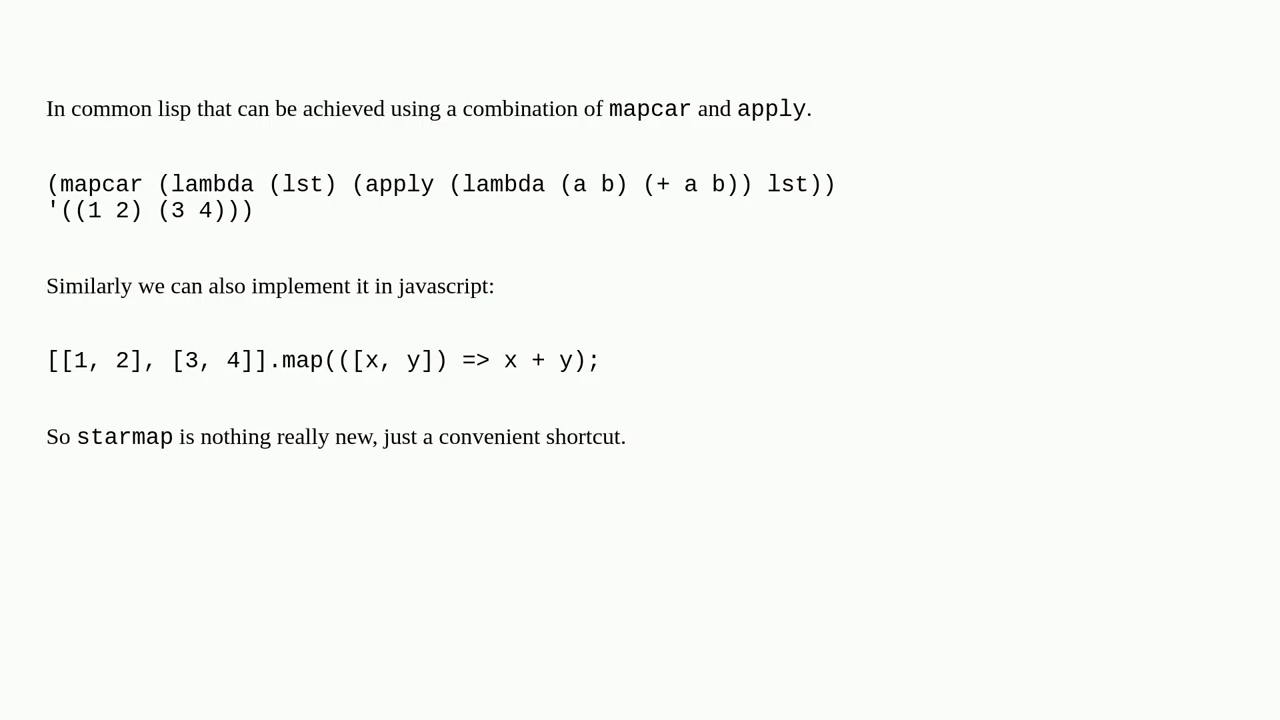 In common lisp that can be achieved using a combination of mapcar and apply.
(mapcar (lambda (lst) (apply (lambda (a b) (+ a b)) lst))
'((1 2) (3 4)))
Similarly we can also implement it in javascript:
[[1, 2], [3, 4]].map(([x, y]) => x + y);
So starmap is nothing really new, just a convenient shortcut.